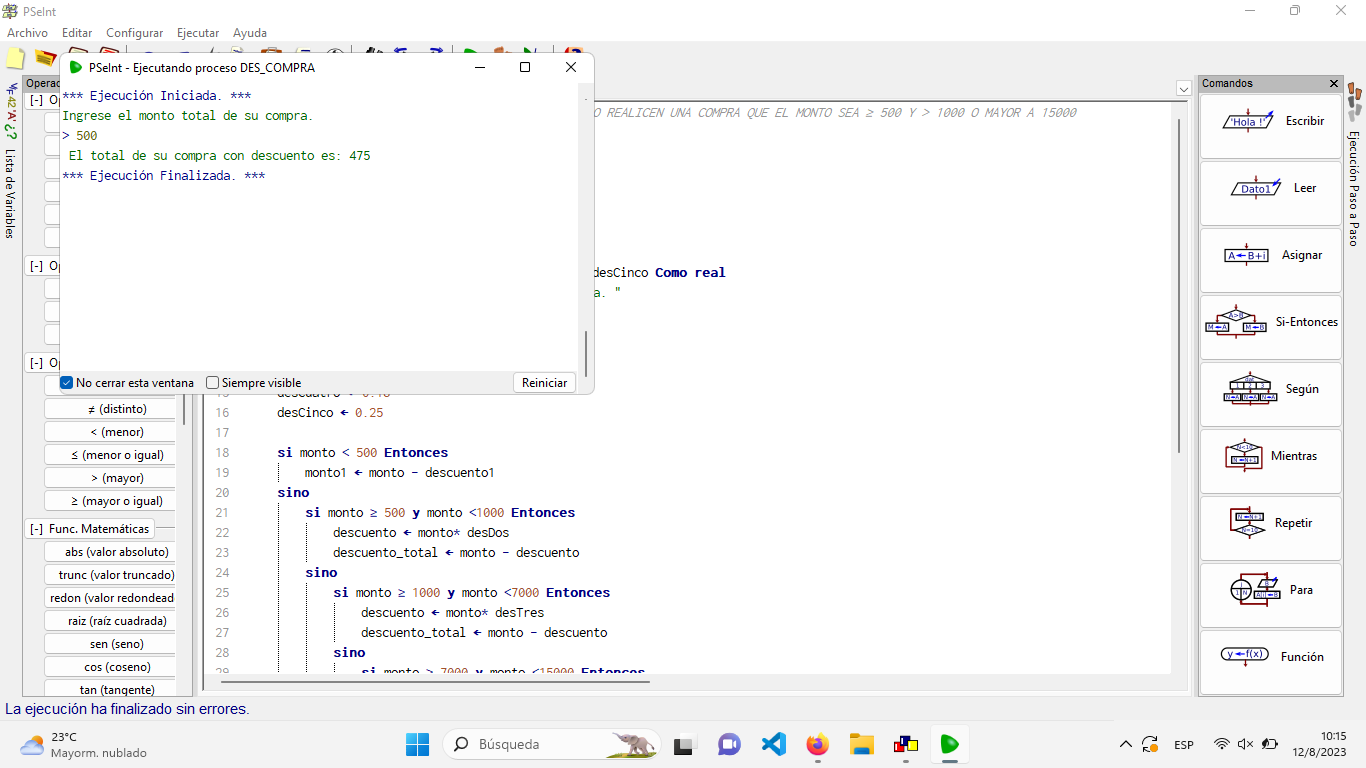 PSeInt
Archivo Editar Configurar Ejecutar Ayuda
PSeInt - Ejecutando proceso DES_COMPRA
*** Ejecución Iniciada. ***
Ingrese el monto total de su compra.
> 500
El total de su compra con descuento es: 475
*** Ejecución Finalizada. ***
No cerrar esta ventana Siempre visible Reiniciar
Lista de Variables
[-]
[-]
[-]
≠ (distinto)
< (menor)
≤ (menor o igual)
> (mayor)
≥ (mayor o igual)
[-] Func. Matemáticas
abs (valor absoluto)
trunc (valor truncado)
redon (valor redondead
raiz (raíz cuadrada)
sen (seno)
cos (coseno)
tan (tangente)
O REALICEN UNA COMPRA QUE EL MONTO SEA ≥ 500 Y > 1000 O MAYOR A 15000
desCinco Como real
a. "
16 desCinco ← 0.25
17
18 si monto < 500 Entonces
19 monto1 ← monto - descuento1
20 sino
21 si monto ≥ 500 y monto <1000 Entonces
22 descuento ← monto* desDos
23 descuento_total ← monto - descuento
24 sino
25 si monto ≥ 1000 y monto <7000 Entonces
26 descuento ← monto* desTres
27 descuento_total ← monto - descuento
28 sino
29 si monto ≥ 7000 y monto <15000 Entonces
Comandos
'Hola !' Escribir
Dato1 Leer
A←B+i Asignar
A>B M←A M←B Si-Entonces
Según
Mientras
Repetir
Para
y←f(x) Función
Ejecución Paso a Paso
La ejecución ha finalizado sin errores.
23°C
Mayorm. nublado
Búsqueda
ESP
10:15
12/8/2023